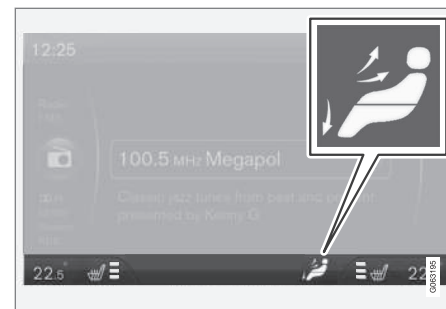 12:25
Radio
FM1
100.5 MHz Megapol
Classic jazz tunes from past and present
presented by Kenny G
22.5°
22
G063195